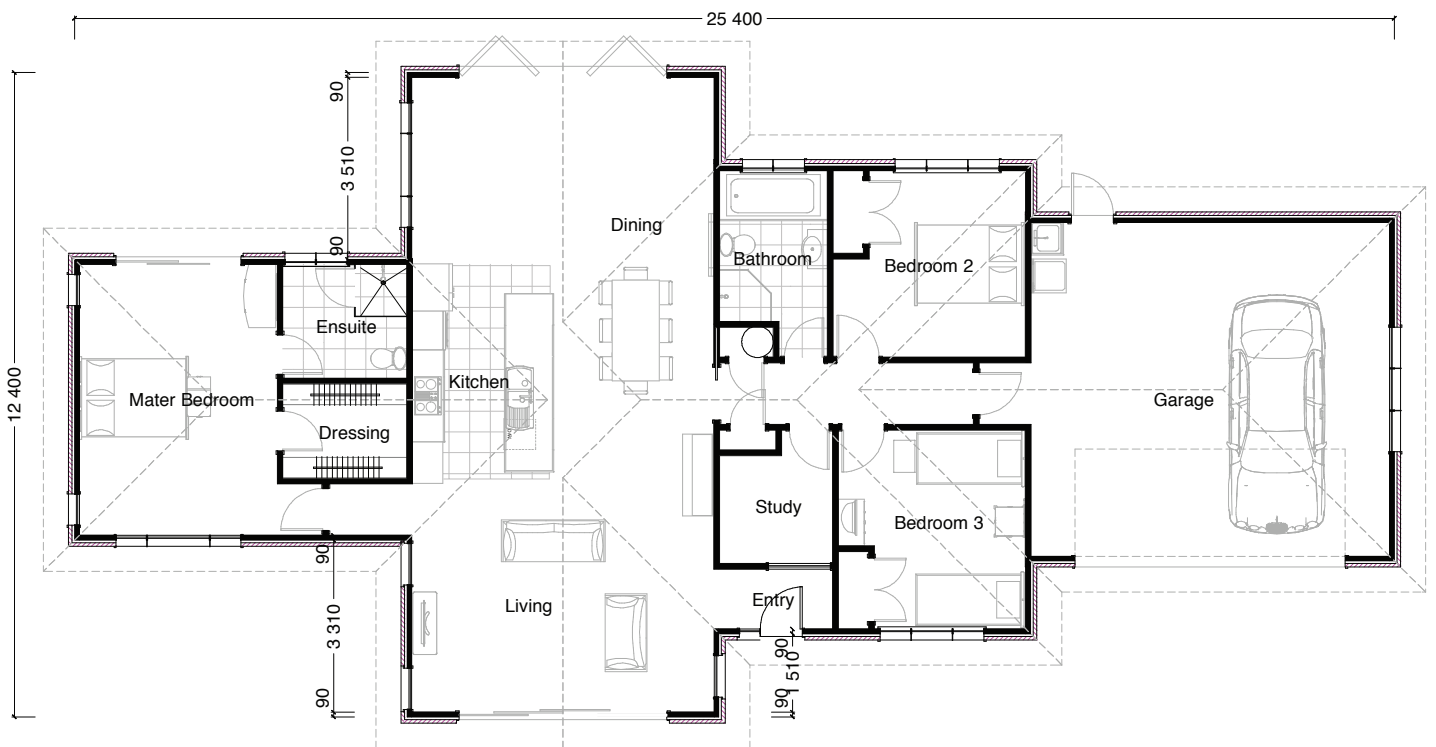 25 400
90
3 510
90
Dining
Bathroom
Bedroom 2
Ensuite
Kitchen
12 400
Mater Bedroom
Garage
Dressing
Study
Bedroom 3
90
Living
Entry
3 310
90
1 510
90
90